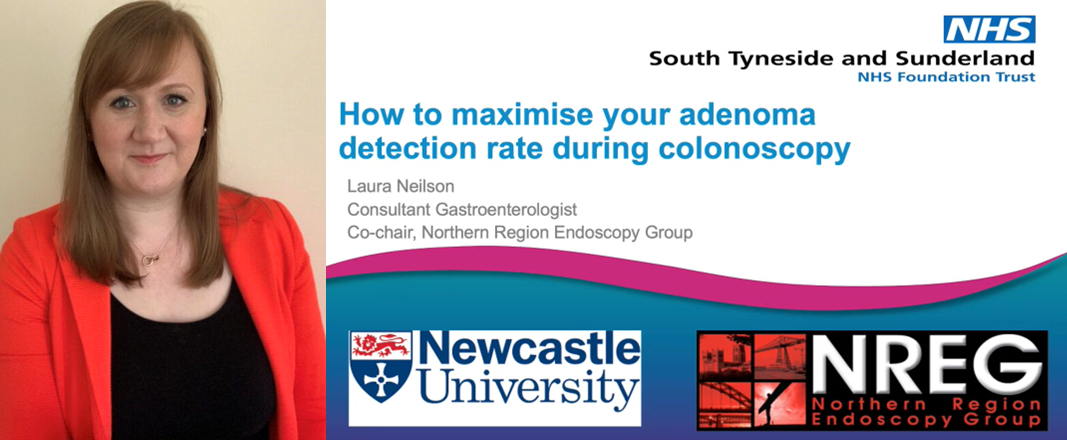 NHS
South Tyneside and Sunderland
NHS Foundation Trust
How to maximise your adenoma
detection rate during colonoscopy
Laura Neilson
Consultant Gastroenterologist
Co-chair, Northern Region Endoscopy Group
Newcastle
University
NREG
Northern Region
Endoscopy Group